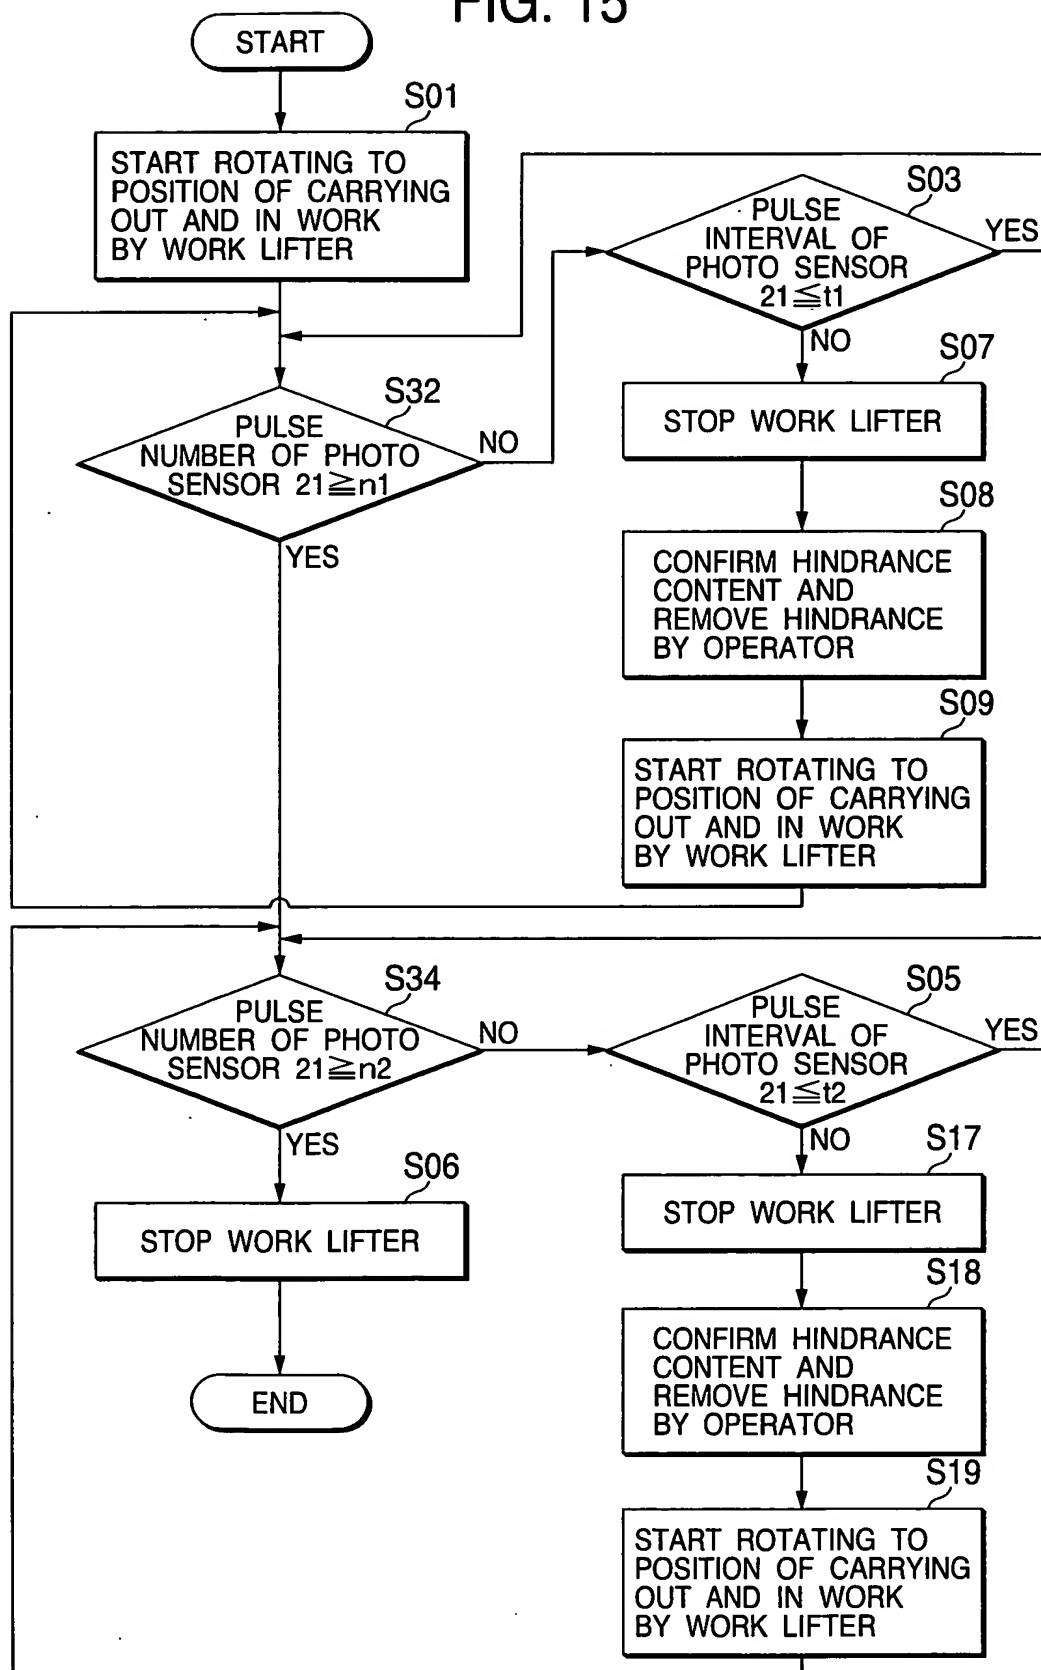 FIG. 15
START
S01
START ROTATING TO
POSITION OF CARRYING
OUT AND IN WORK
BY WORK LIFTER
S03
PULSE
INTERVAL OF
PHOTO SENSOR
21≦t1
YES
NO
S32
PULSE
NUMBER OF PHOTO
SENSOR 21≧n1
NO
YES
S07
STOP WORK LIFTER
S08
CONFIRM HINDRANCE
CONTENT AND
REMOVE HINDRANCE
BY OPERATOR
S09
START ROTATING TO
POSITION OF CARRYING
OUT AND IN WORK
BY WORK LIFTER
S34
PULSE
NUMBER OF PHOTO
SENSOR 21≧n2
NO
YES
S05
PULSE
INTERVAL OF
PHOTO SENSOR
21≦t2
YES
NO
S06
STOP WORK LIFTER
END
S17
STOP WORK LIFTER
S18
CONFIRM HINDRANCE
CONTENT AND
REMOVE HINDRANCE
BY OPERATOR
S19
START ROTATING TO
POSITION OF CARRYING
OUT AND IN WORK
BY WORK LIFTER